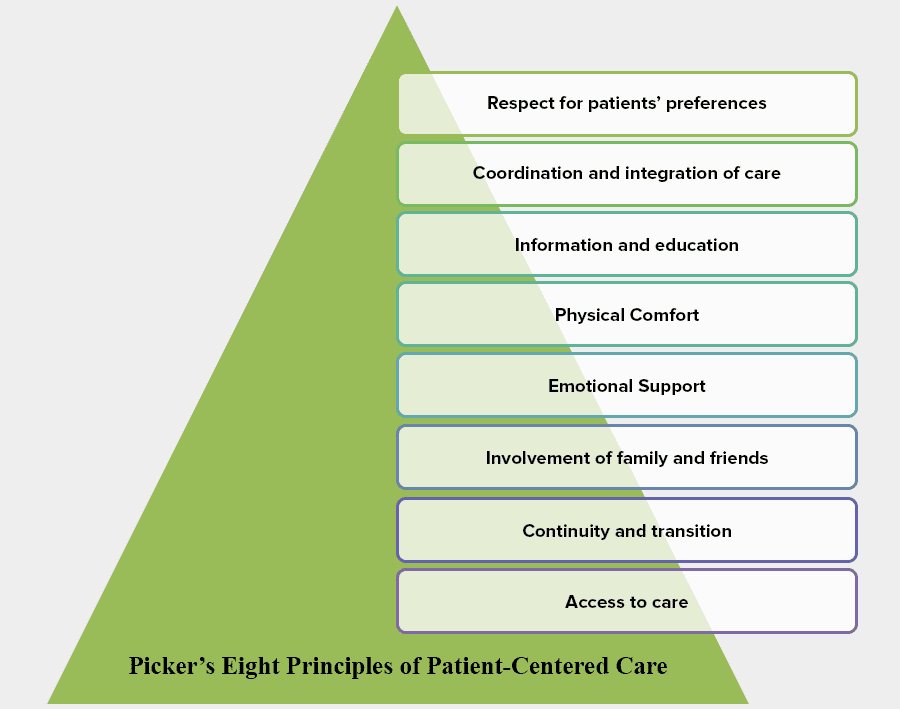 Respect for patients’ preferences
Coordination and integration of care
Information and education
Physical Comfort
Emotional Support
Involvement of family and friends
Continuity and transition
Access to care
Picker’s Eight Principles of Patient-Centered Care